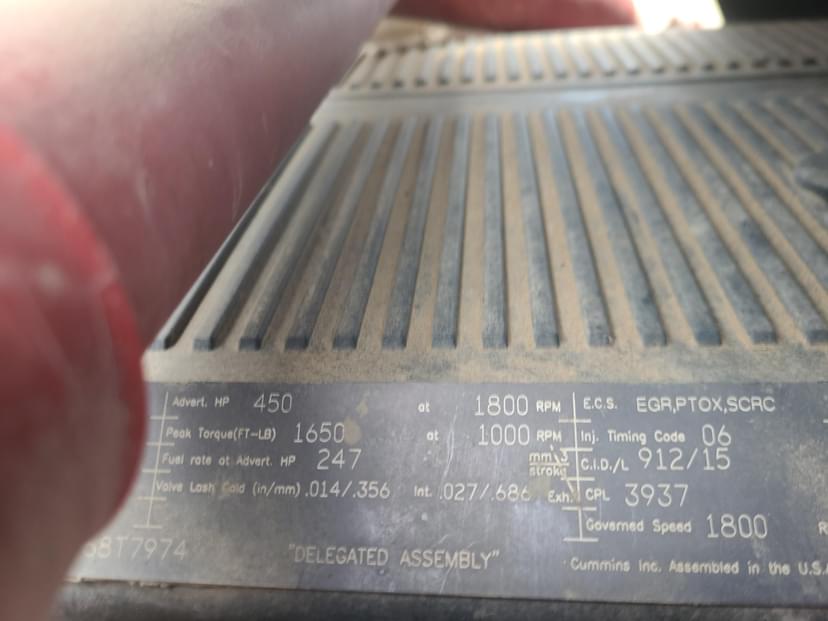 Advert. HP 450 at 1800 RPM
Peak Torque(FT-LB) 1650 at 1000 RPM
Fuel rate at Advert. HP 247 mm3/stroke
Valve Lash Cold (in/mm) .014/.356 Int. .027/.686 Exh.
68T7974 "DELEGATED ASSEMBLY"
E.C.S. EGR,PTOX,SCRC
Inj. Timing Code 06
C.I.D./L 912/15
CPL 3937
Governed Speed 1800
Cummins Inc. Assembled in the U.S.A